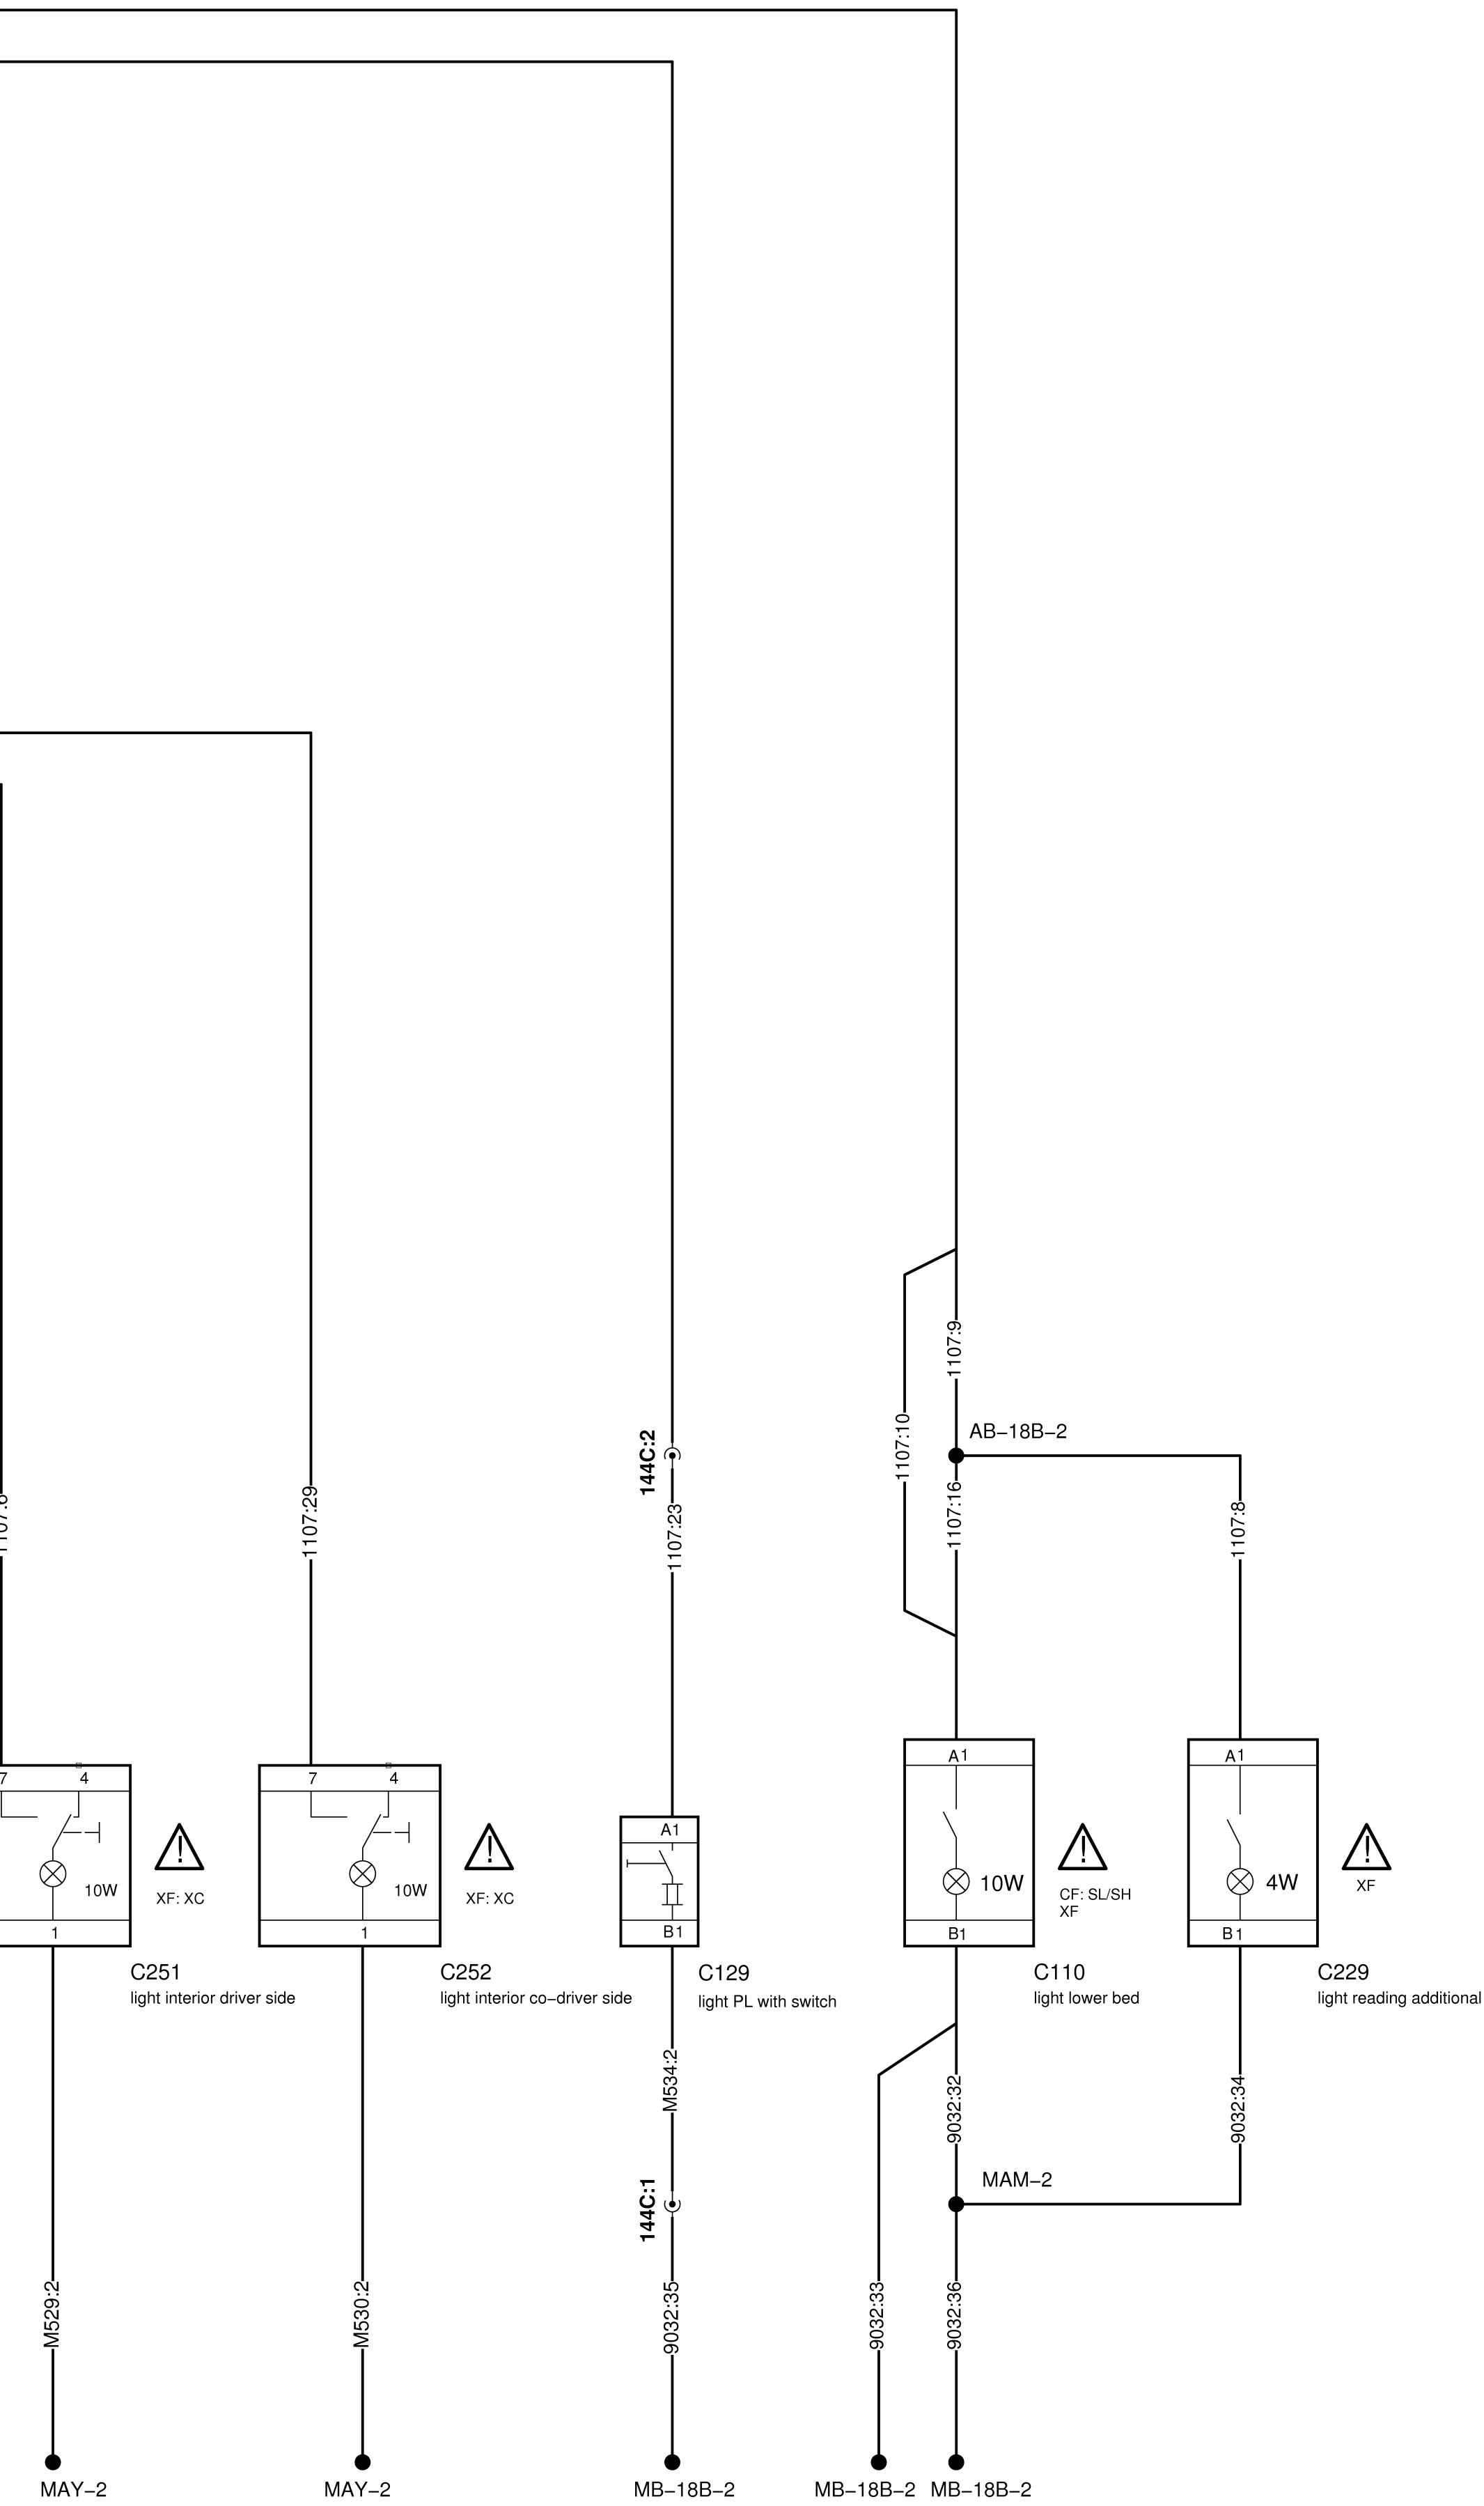 1107:9
1107:10
AB−18B−2
144C:2
1107:6
1107:29
1107:23
1107:16
1107:8
A1
A1
7
4
7
4
A1
!
!
!
!
10W
10W
10W
4W
XF: XC
XF: XC
CF: SL/SH
XF
XF
1
1
B1
B1
B1
C251
light interior driver side
C252
light interior co−driver side
C129
light PL with switch
C110
light lower bed
C229
light reading additional
M534:2
9032:32
9032:34
MAM−2
144C:1
M529:2
M530:2
9032:35
9032:33
9032:36
MAY−2
MAY−2
MB−18B−2
MB−18B−2
MB−18B−2